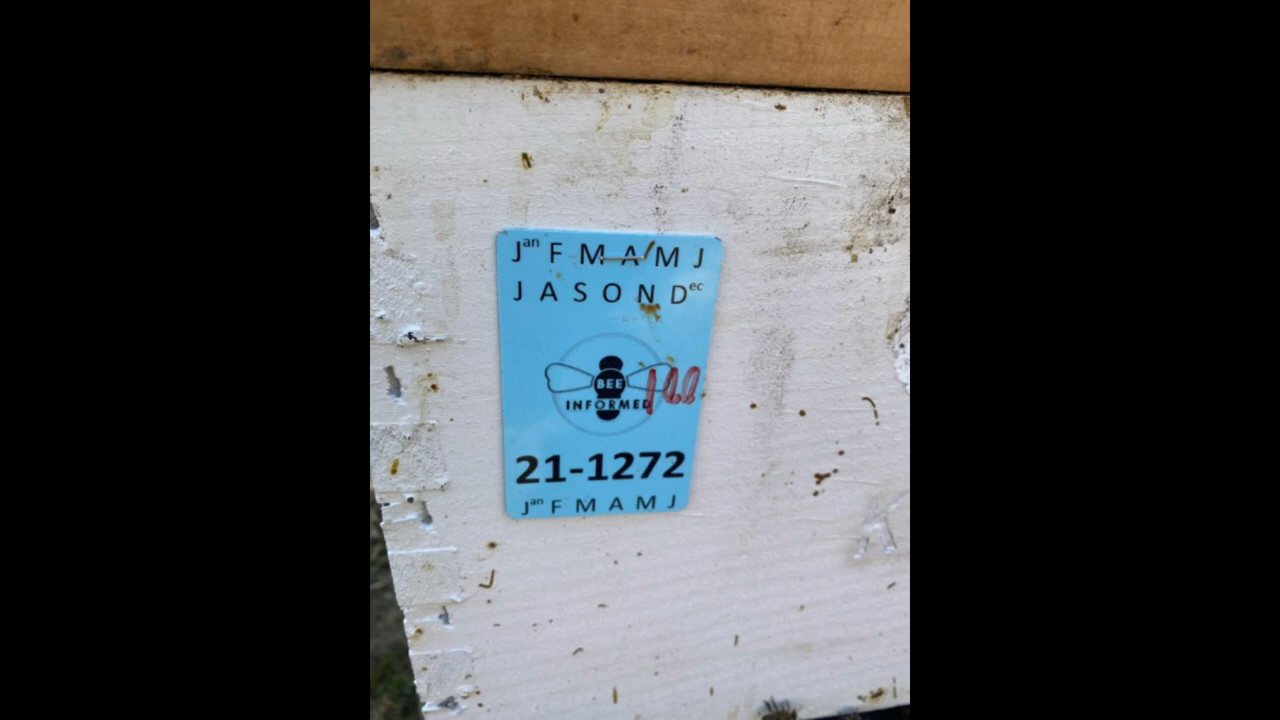 Jan F M A M J
J A S O N Dec
BEE
INFORMED
21-1272
Jan F M A M J